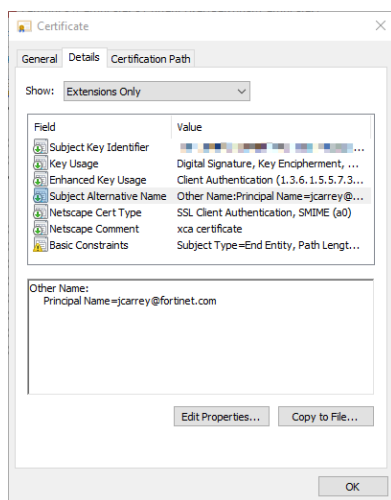 Certificate
General Details Certification Path
Show: Extensions Only
Field Value
Subject Key Identifier ...
Key Usage Digital Signature, Key Encipherment, ...
Enhanced Key Usage Client Authentication (1.3.6.1.5.5.7.3...
Subject Alternative Name Other Name:Principal Name=jcarrey@...
Netscape Cert Type SSL Client Authentication, SMIME (a0)
Netscape Comment xca certificate
Basic Constraints Subject Type=End Entity, Path Lengt...
Other Name:
Principal Name=jcarrey@fortinet.com
Edit Properties... Copy to File...
OK